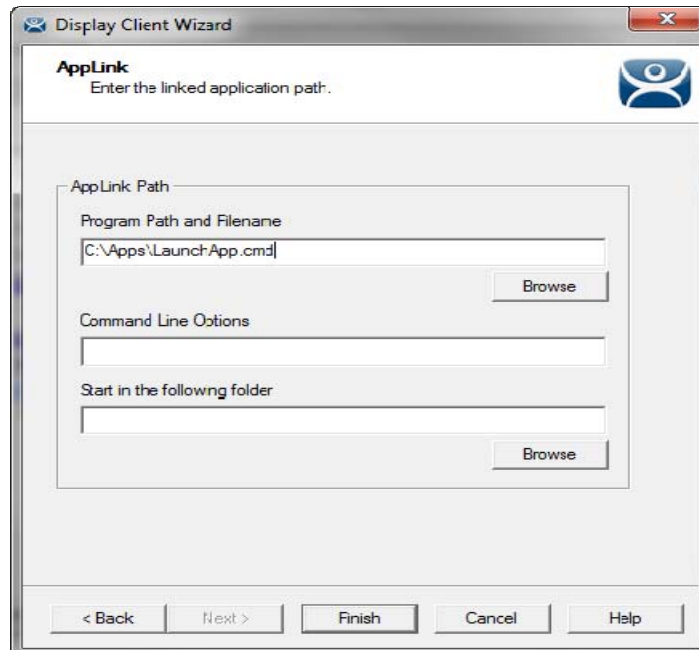 Display Client Wizard
AppLink
Enter the linked application path.
AppLink Path
Program Path and Filename
C:\Apps\LaunchApp.cmd
Browse
Command Line Options
Start in the following folder
Browse
< Back Next > Finish Cancel Help